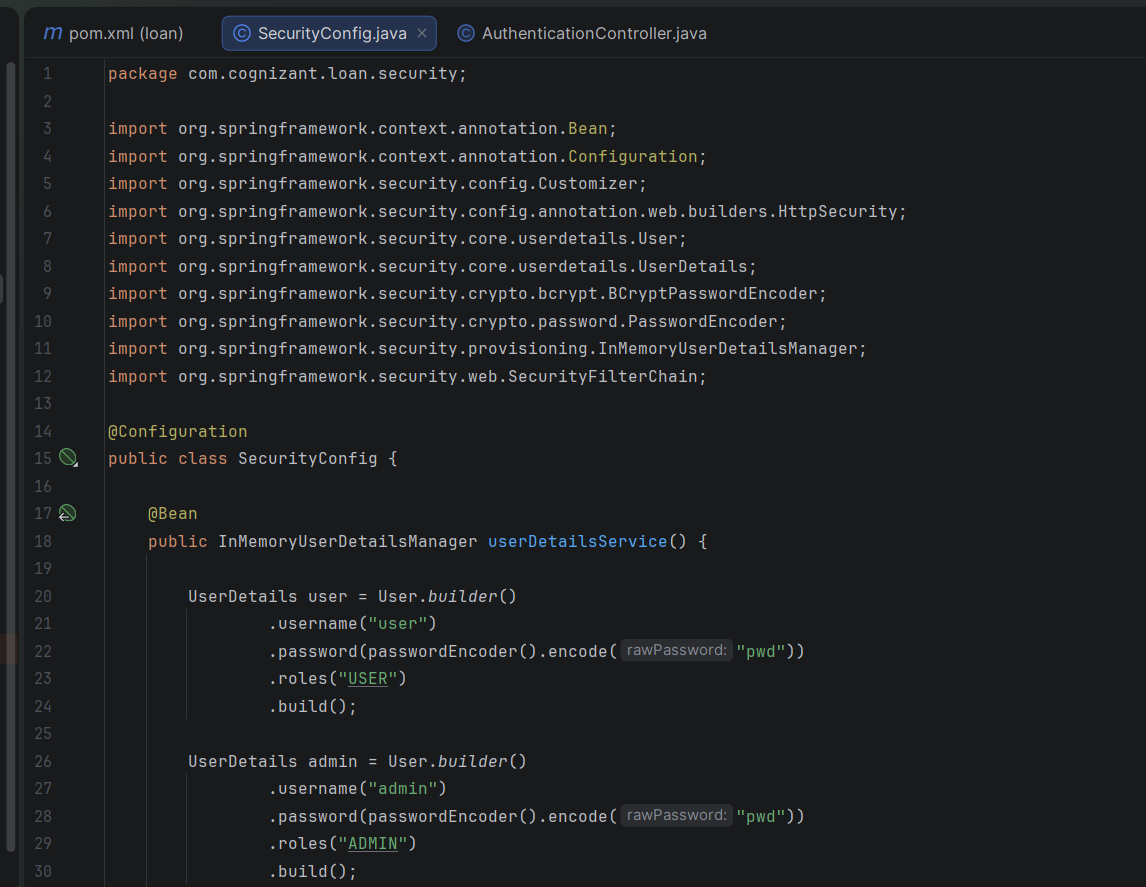 m pom.xml (loan) © SecurityConfig.java × © AuthenticationController.java
1 package com.cognizant.loan.security;
2
3 import org.springframework.context.annotation.Bean;
4 import org.springframework.context.annotation.Configuration;
5 import org.springframework.security.config.Customizer;
6 import org.springframework.security.config.annotation.web.builders.HttpSecurity;
7 import org.springframework.security.core.userdetails.User;
8 import org.springframework.security.core.userdetails.UserDetails;
9 import org.springframework.security.crypto.bcrypt.BCryptPasswordEncoder;
10 import org.springframework.security.crypto.password.PasswordEncoder;
11 import org.springframework.security.provisioning.InMemoryUserDetailsManager;
12 import org.springframework.security.web.SecurityFilterChain;
13
14 @Configuration
15 public class SecurityConfig {
16
17 @Bean
18 public InMemoryUserDetailsManager userDetailsService() {
19
20 UserDetails user = User.builder()
21 .username("user")
22 .password(passwordEncoder().encode( rawPassword: "pwd"))
23 .roles("USER")
24 .build();
25
26 UserDetails admin = User.builder()
27 .username("admin")
28 .password(passwordEncoder().encode( rawPassword: "pwd"))
29 .roles("ADMIN")
30 .build();